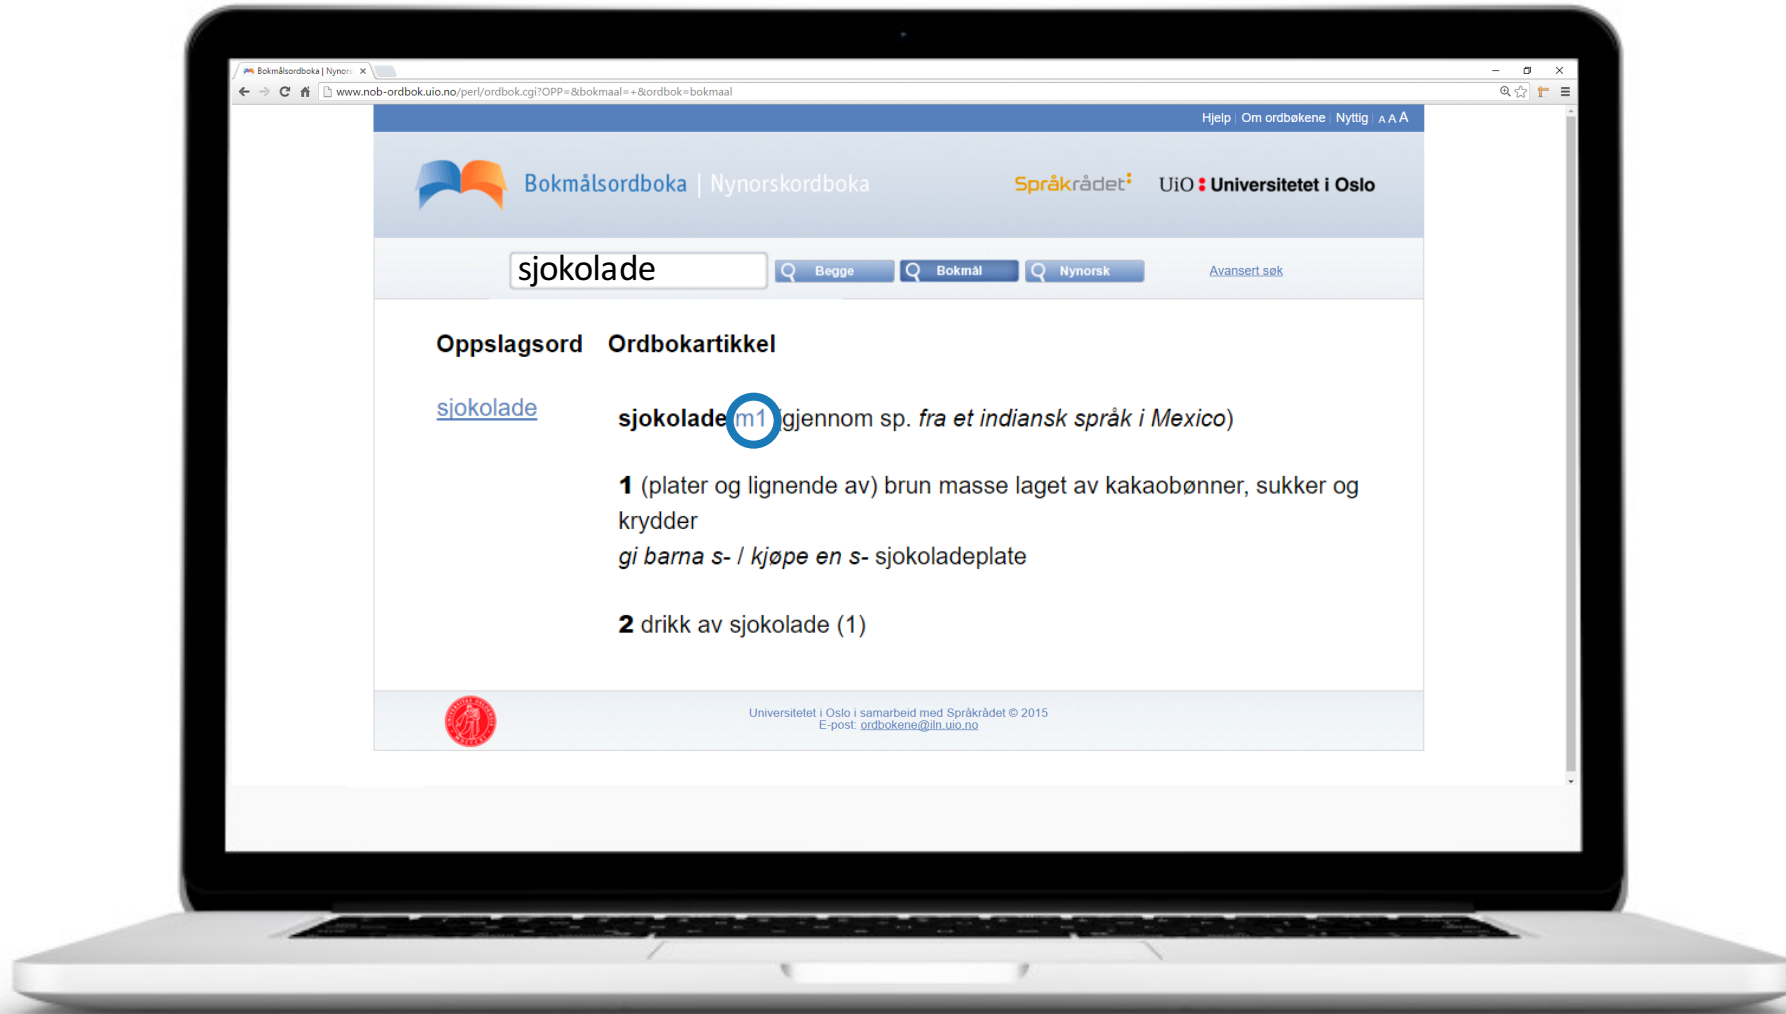 Bokmålsordboka | Nynors
www.nob-ordbok.uio.no/perl/ordbok.cgi?OPP=&bokmaal=+&ordbok=bokmaal
Hjelp | Om ordbøkene | Nyttig | A A A
Bokmålsordboka | Nynorskordboka
Språkrådet
UiO : Universitetet i Oslo
sjokolade
Begge
Bokmål
Nynorsk
Avansert søk
Oppslagsord Ordbokartikkel
sjokolade
sjokolade m1 (gjennom sp. fra et indiansk språk i Mexico)
1 (plater og lignende av) brun masse laget av kakaobønner, sukker og
krydder
gi barna s- / kjøpe en s- sjokoladeplate
2 drikk av sjokolade (1)
Universitetet i Oslo i samarbeid med Språkrådet © 2015
E-post: ordbokene@iln.uio.no